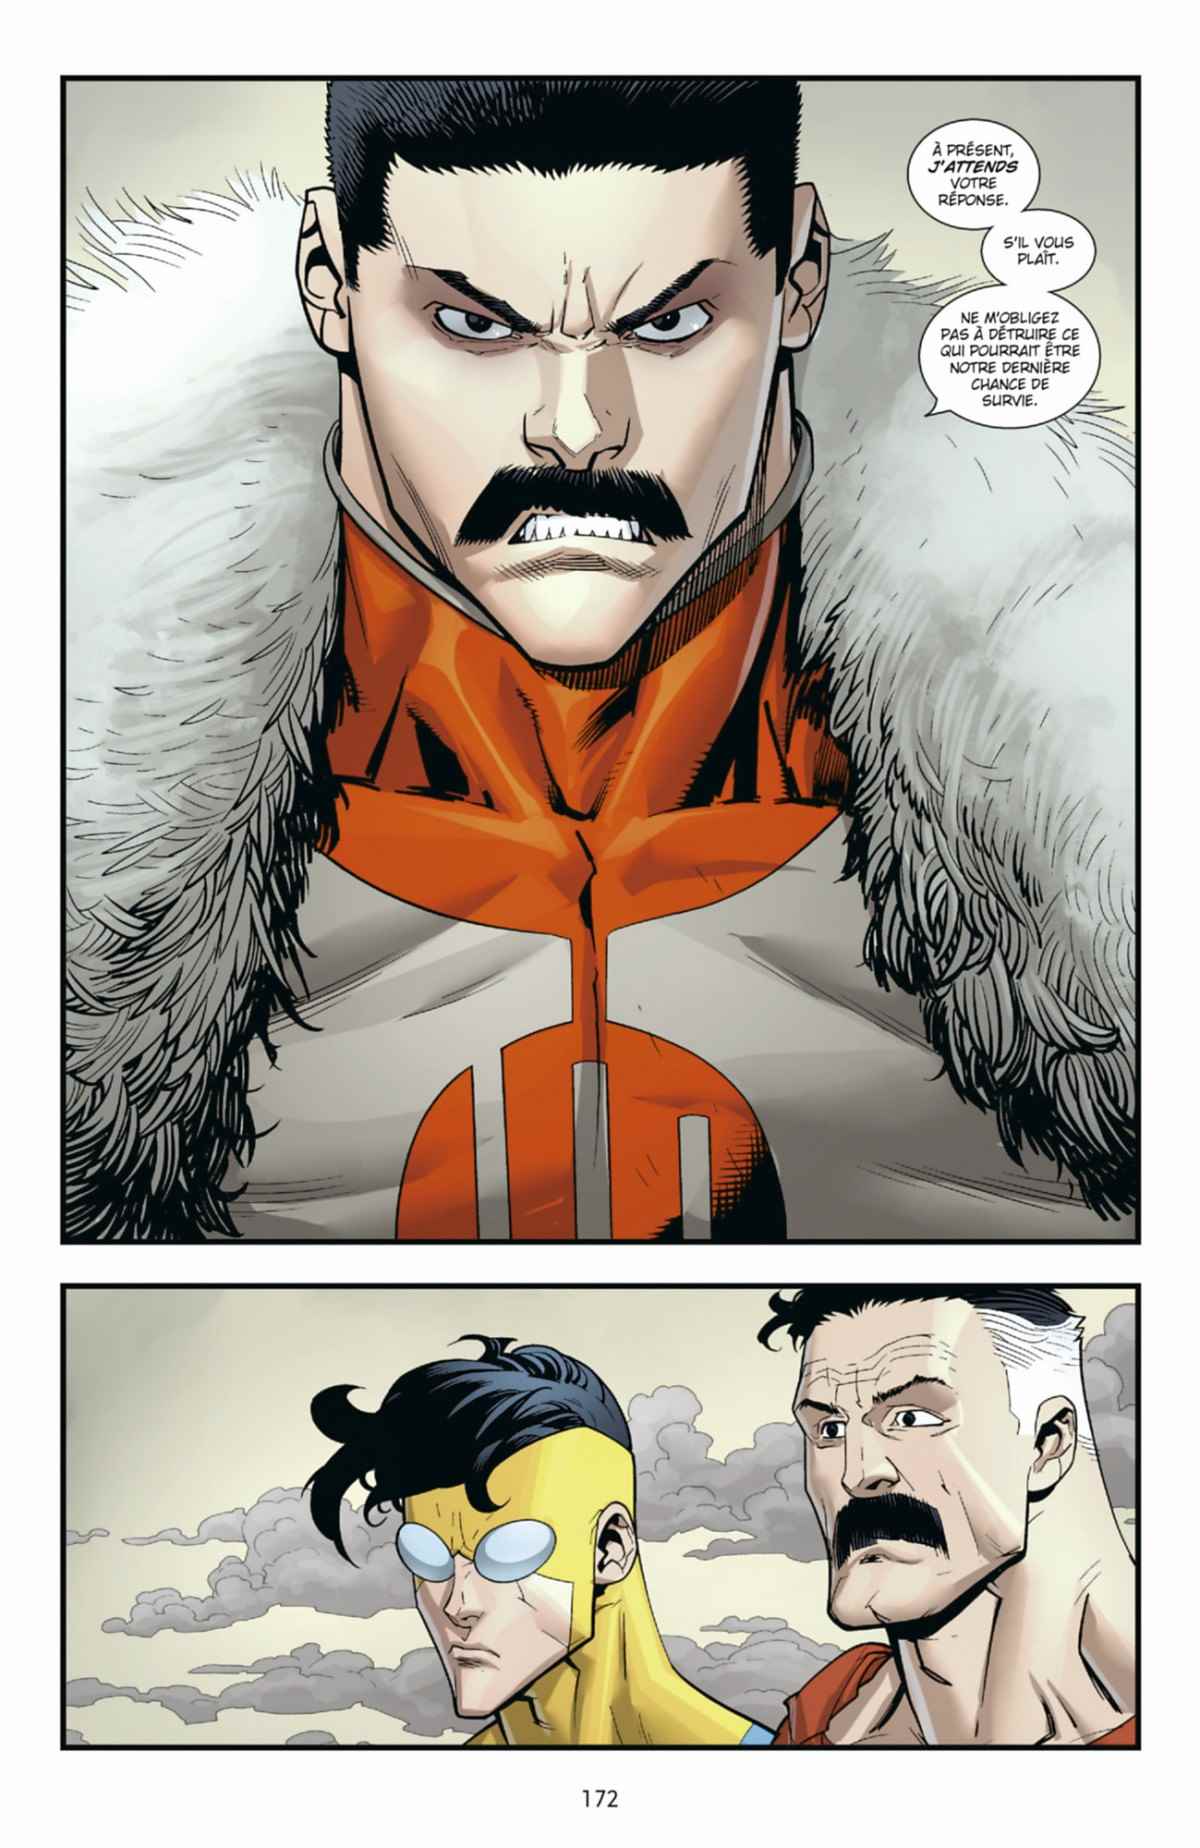 À PRÉSENT,
J'ATTENDS
VOTRE
RÉPONSE.
S'IL VOUS
PLAÎT.
NE M'OBLIGEZ
PAS À DÉTRUIRE CE
QUI POURRAIT ÊTRE
NOTRE DERNIÈRE
CHANCE DE
SURVIE.
172